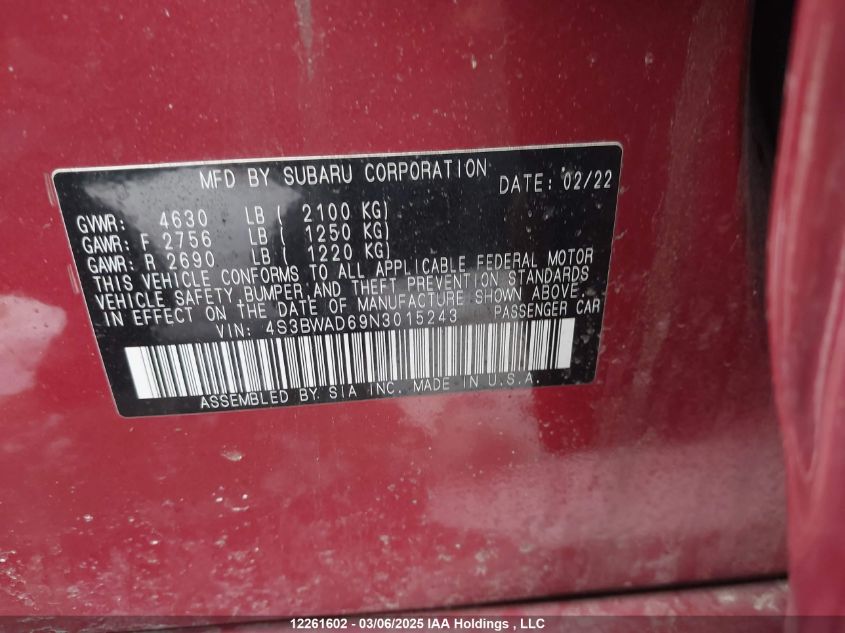 MFD BY SUBARU CORPORATION DATE: 02/22
GVWR: 4630 LB ( 2100 KG)
GAWR: F 2756 LB ( 1250 KG)
GAWR: R 2690 LB ( 1220 KG)
THIS VEHICLE CONFORMS TO ALL APPLICABLE FEDERAL MOTOR
VEHICLE SAFETY, BUMPER, AND THEFT PREVENTION STANDARDS
IN EFFECT ON THE DATE OF MANUFACTURE SHOWN ABOVE.
VIN: 4S3BWAD69N3015243 PASSENGER CAR
ASSEMBLED BY SIA INC. MADE IN U.S.A.
12261602 - 03/06/2025 IAA Holdings , LLC